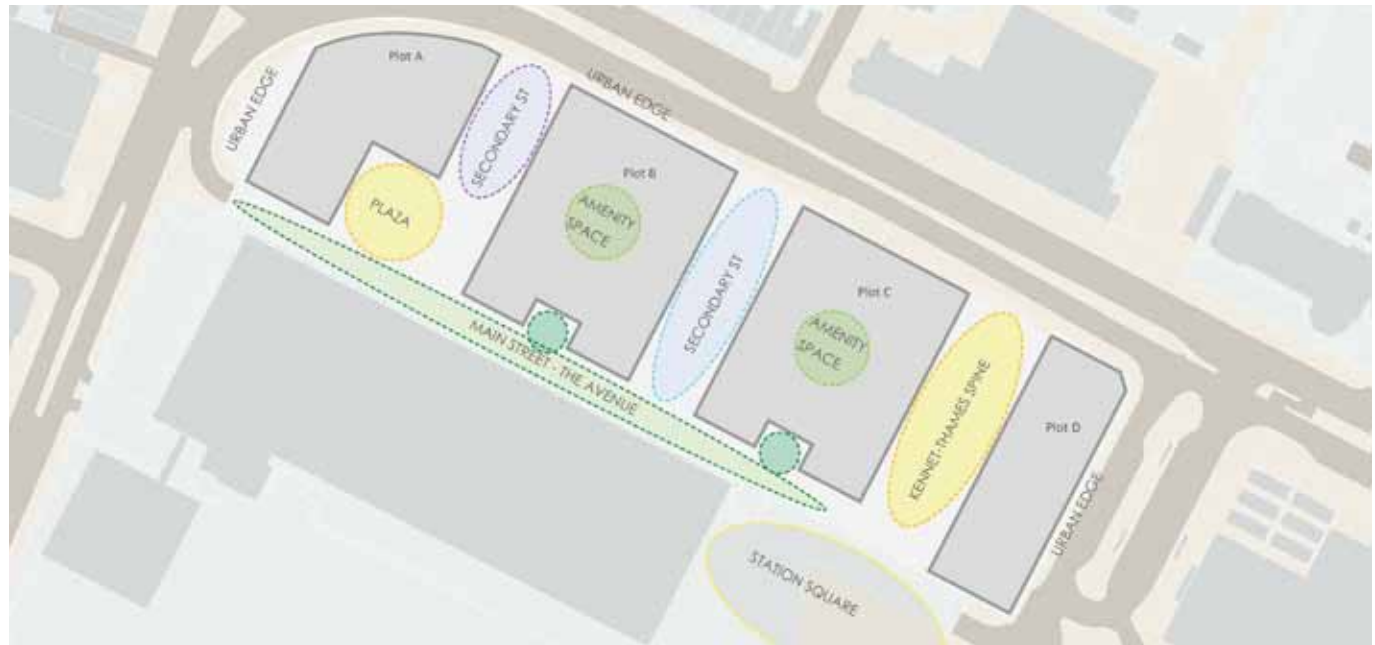 Plot A
URBAN EDGE
URBAN EDGE
SECONDARY ST
PLAZA
Plot B
AMENITY
SPACE
SECONDARY ST
MAIN STREET - THE AVENUE
Plot C
AMENITY
SPACE
KENNET-THAMES SPINE
Plot D
URBAN EDGE
STATION SQUARE